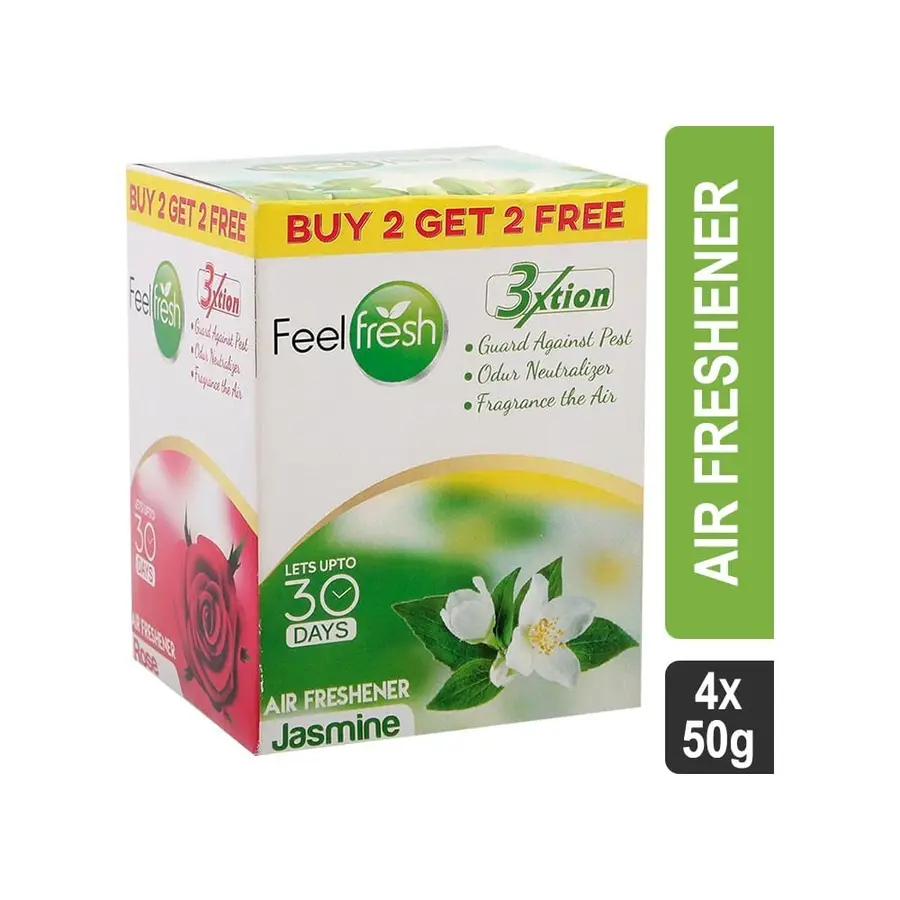 BUY 2 GET 2 FREE
Feel fresh
3xtion
• Guard Against Pest
• Odur Neutralizer
• Fragrance the Air
LETS UPTO
30
DAYS
AIR FRESHENER
Rose
BUY 2 GET 2 FREE
Feel fresh
3xtion
• Guard Against Pest
• Odur Neutralizer
• Fragrance the Air
LETS UPTO
30
DAYS
AIR FRESHENER
Jasmine
AIR FRESHENER
4x
50g